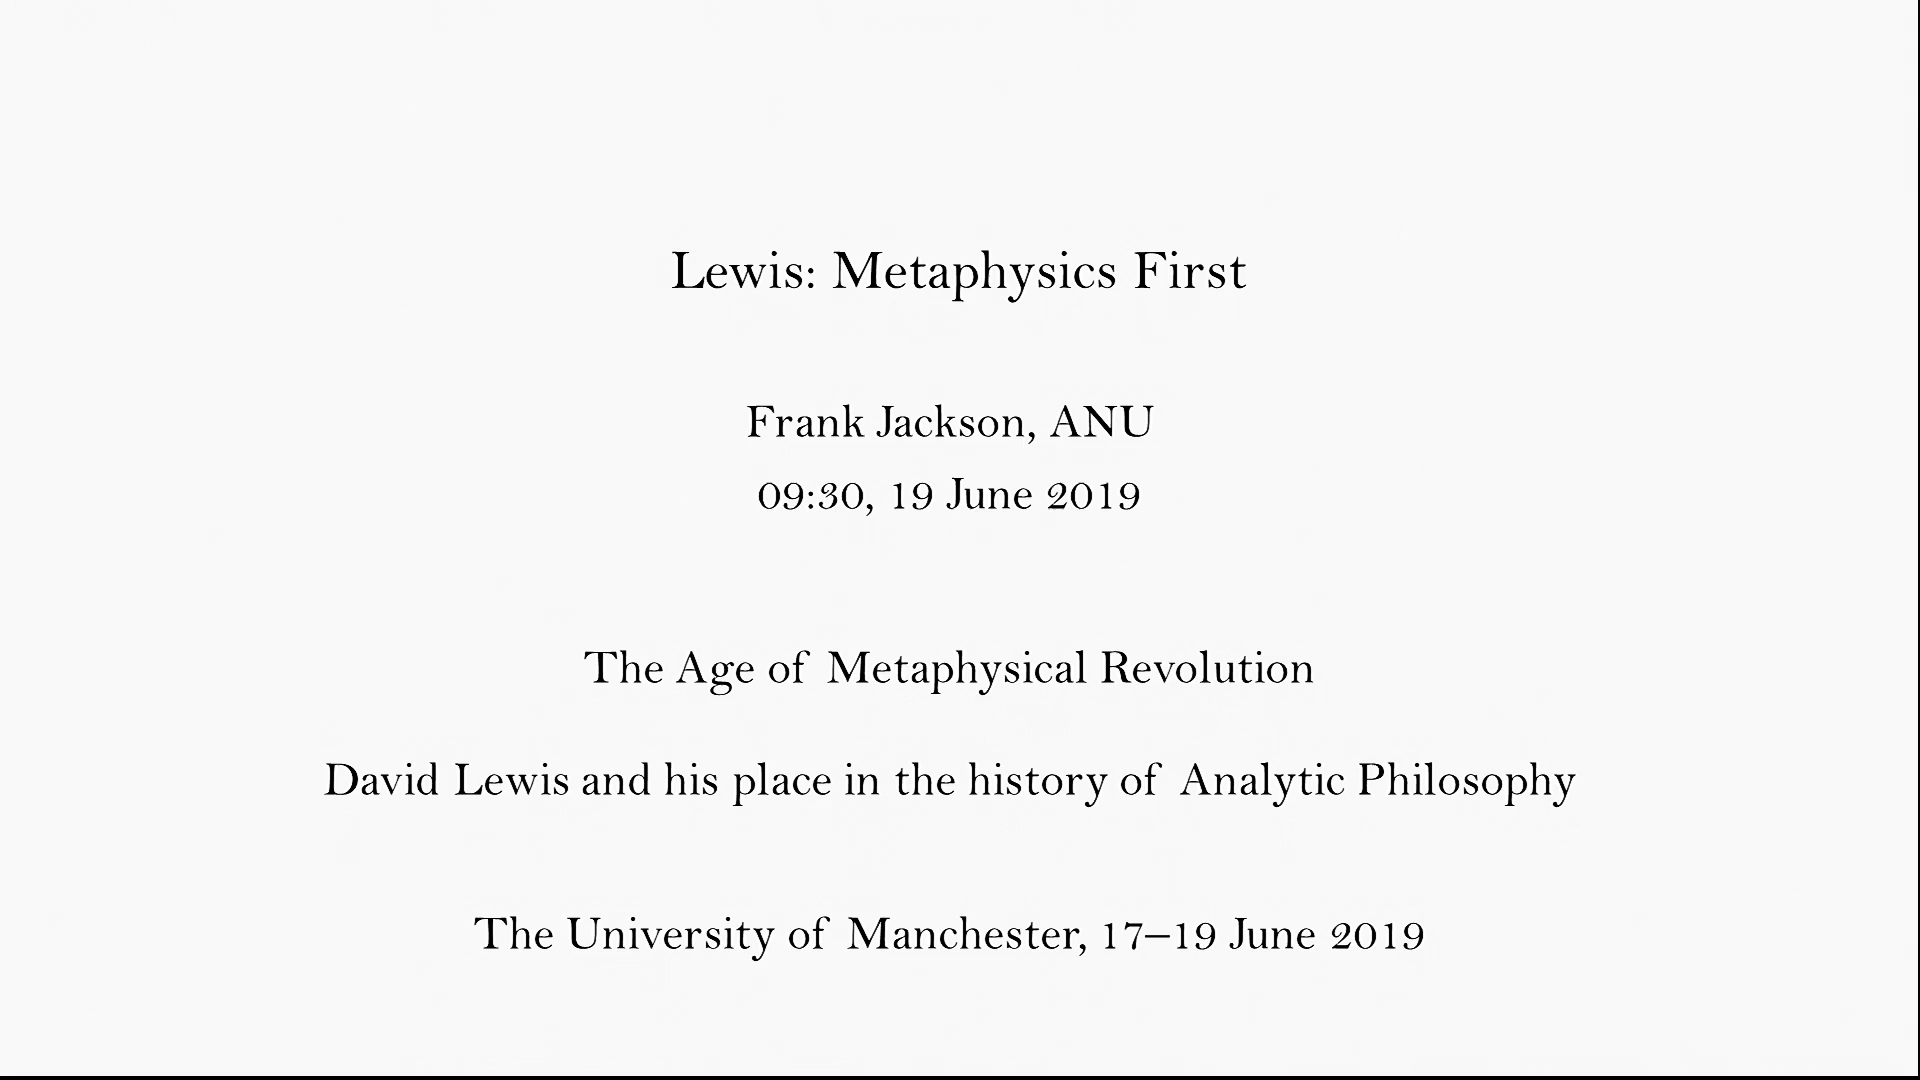 Lewis: Metaphysics First
Frank Jackson, ANU
09:30, 19 June 2019
The Age of Metaphysical Revolution
David Lewis and his place in the history of Analytic Philosophy
The University of Manchester, 17–19 June 2019